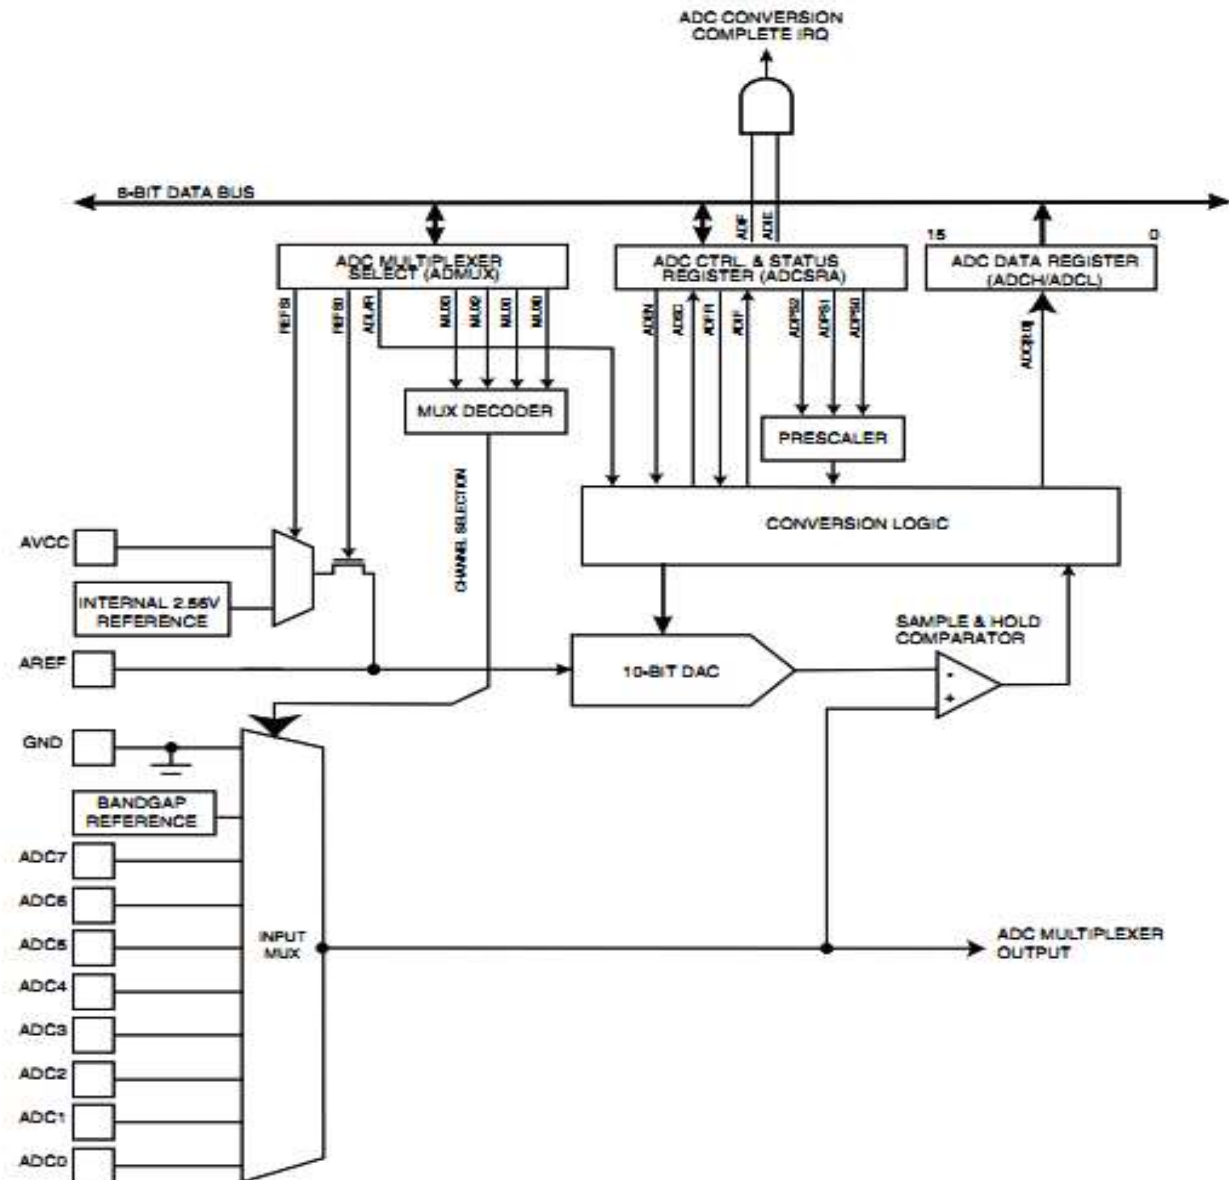 ADC CONVERSION
COMPLETE IRQ
8-BIT DATA BUS
ADIF
ADIE
15
0
ADC MULTIPLEXER
SELECT (ADMUX)
ADC CTRL. & STATUS
REGISTER (ADCSRA)
ADC DATA REGISTER
(ADCH/ADCL)
REFS1
REFS0
ADLAR
MUX3
MUX2
MUX1
MUX0
ADEN
ADSC
ADFR
ADIF
ADPS2
ADPS1
ADPS0
ADC[9:0]
MUX DECODER
PRESCALER
CHANNEL SELECTION
CONVERSION LOGIC
AVCC
INTERNAL 2.56V
REFERENCE
SAMPLE & HOLD
COMPARATOR
AREF
10-BIT DAC
-
+
GND
BANDGAP
REFERENCE
ADC7
ADC6
ADC5
ADC4
ADC3
ADC2
ADC1
ADC0
INPUT
MUX
ADC MULTIPLEXER
OUTPUT